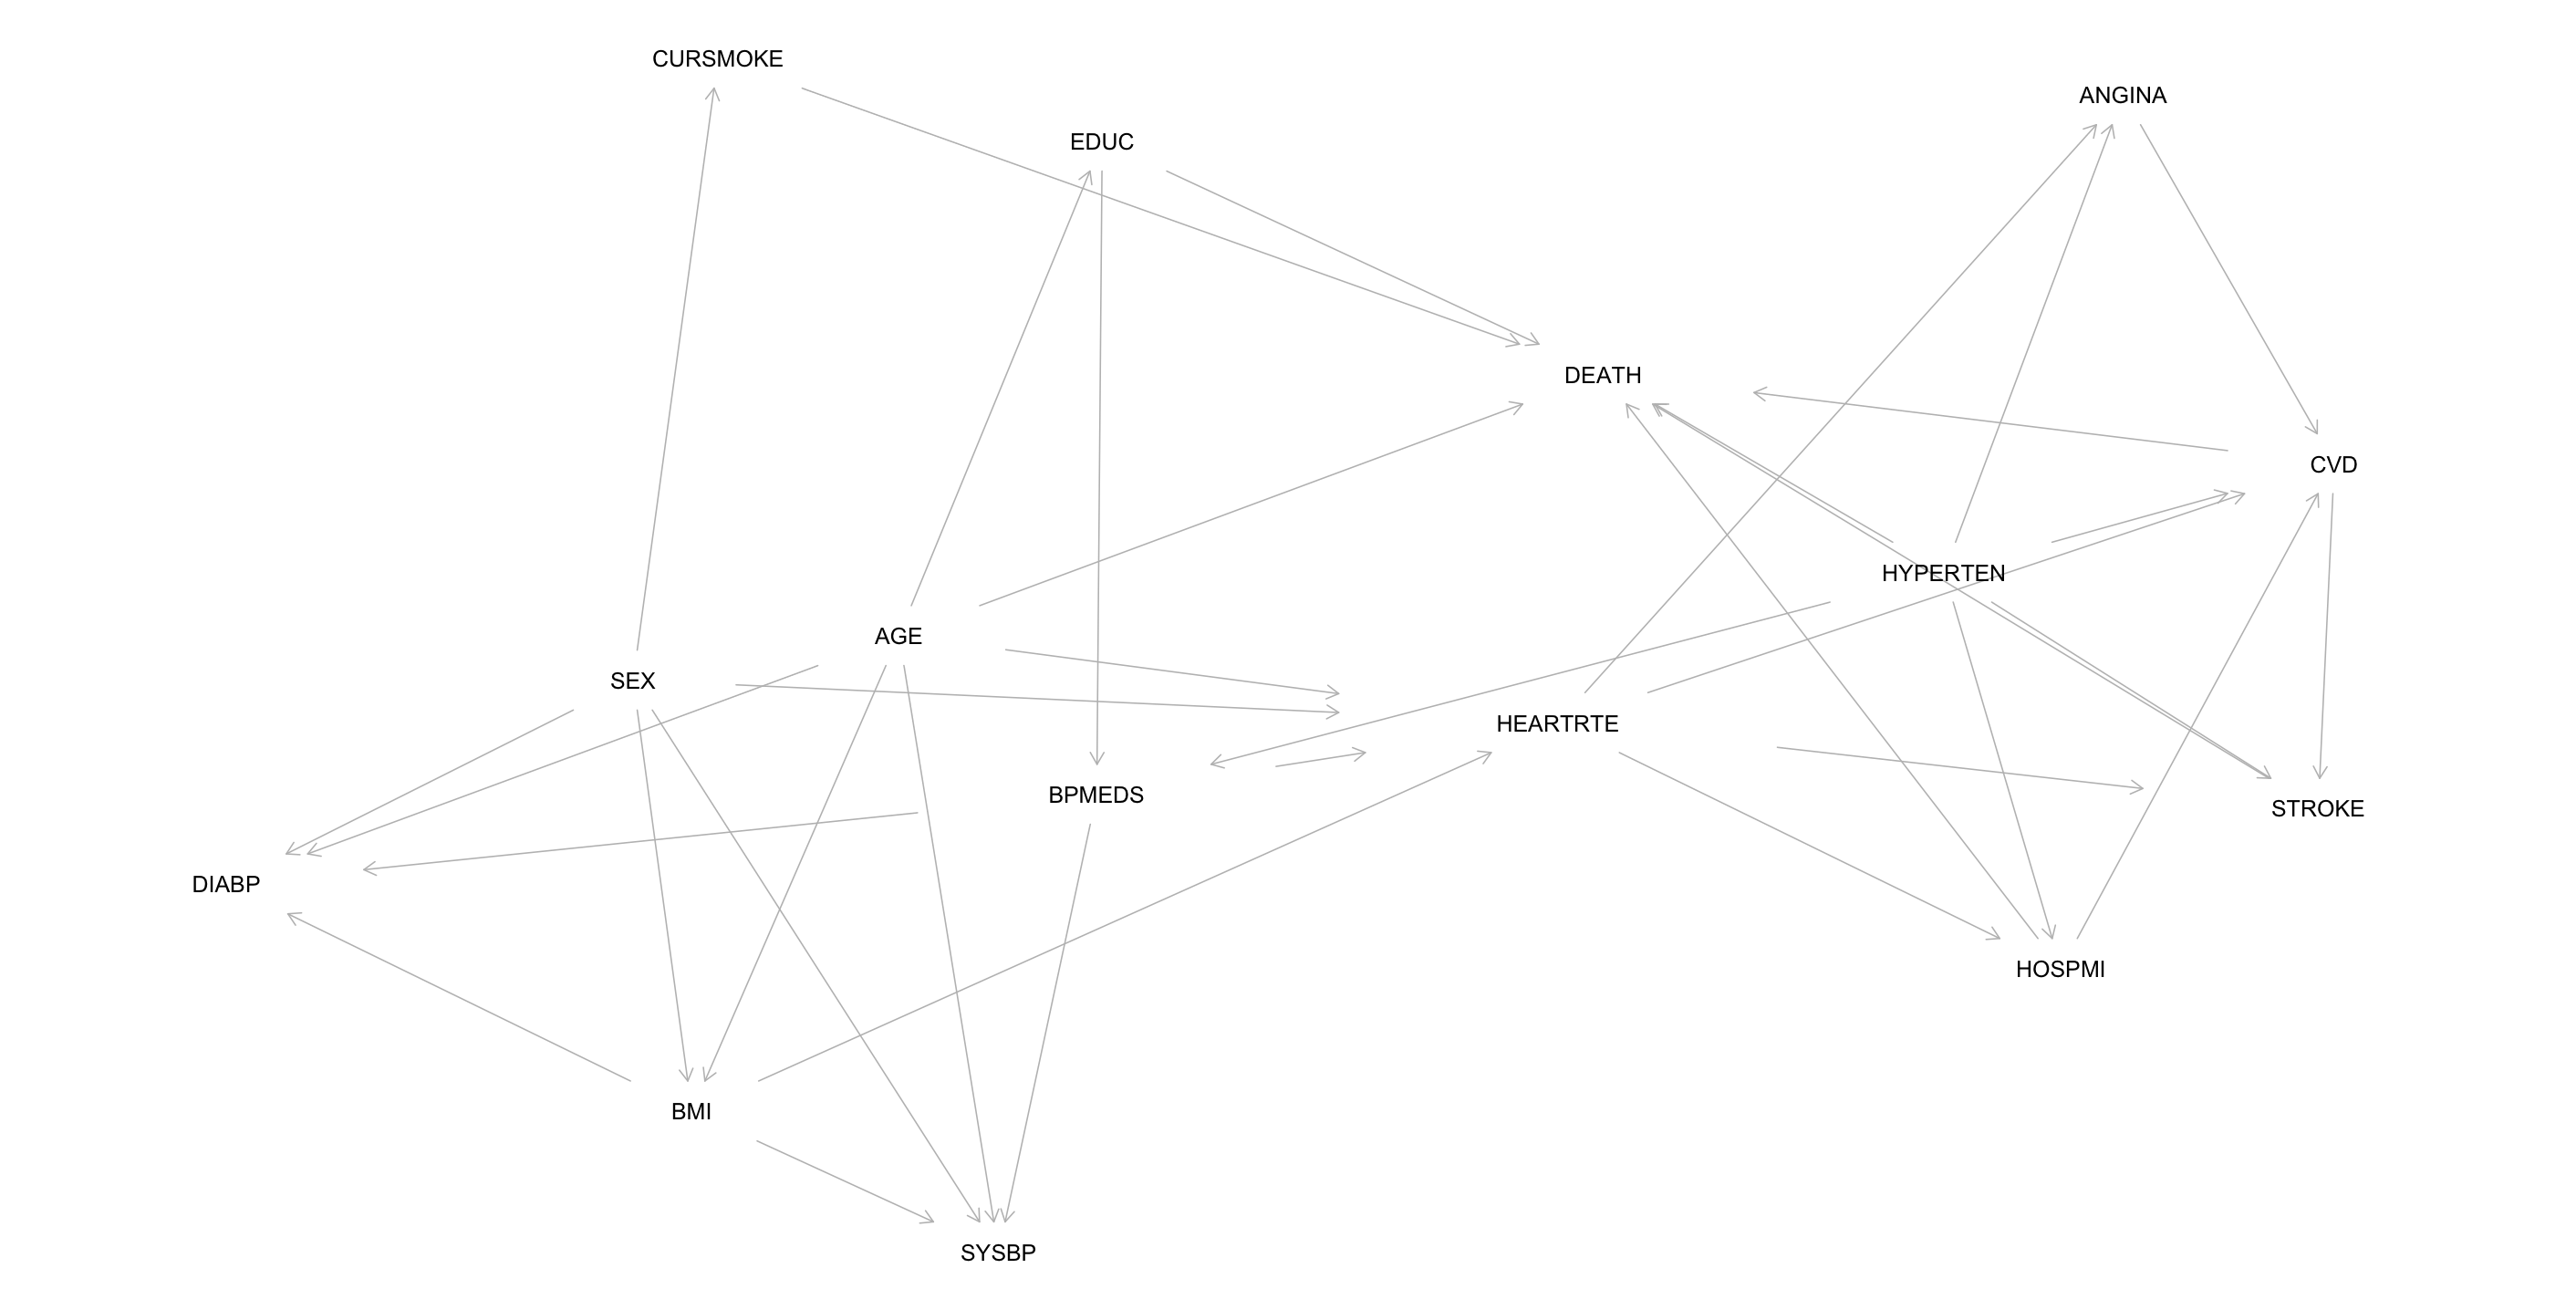 CURSMOKE
ANGINA
EDUC
DEATH
CVD
HYPERTEN
AGE
SEX
HEARTRTE
BPMEDS
STROKE
DIABP
HOSPMI
BMI
SYSBP